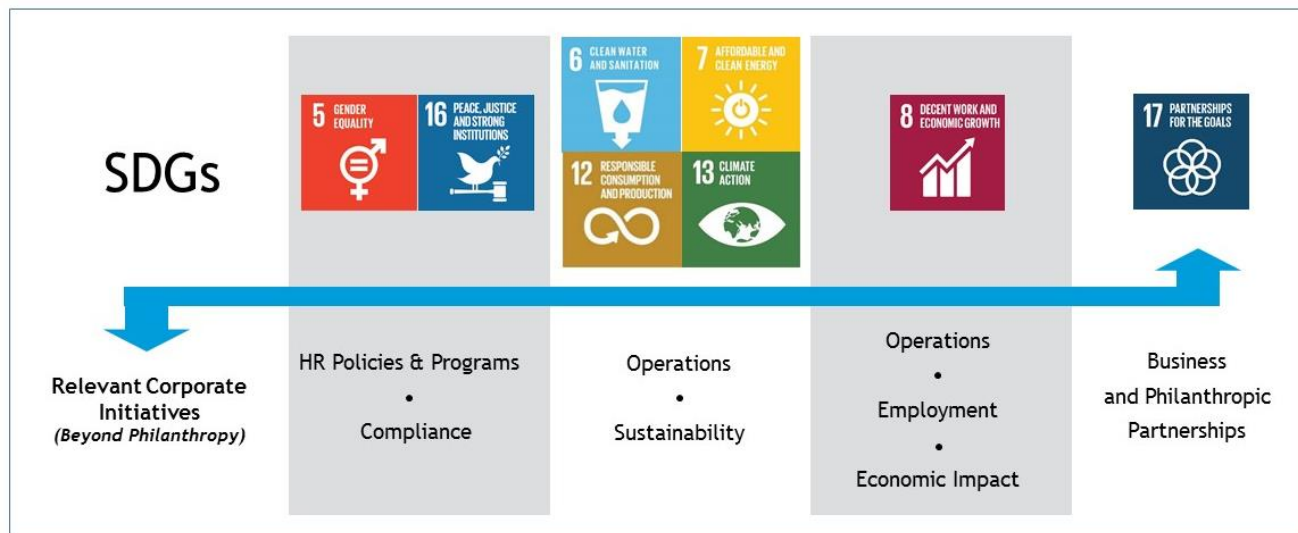 SDGs
5 GENDER
EQUALITY
16 PEACE, JUSTICE
AND STRONG
INSTITUTIONS
6 CLEAN WATER
AND SANITATION
7 AFFORDABLE AND
CLEAN ENERGY
12 RESPONSIBLE
CONSUMPTION
AND PRODUCTION
13 CLIMATE
ACTION
8 DECENT WORK AND
ECONOMIC GROWTH
17 PARTNERSHIPS
FOR THE GOALS
Relevant Corporate
Initiatives
(Beyond Philanthropy)
HR Policies & Programs
•
Compliance
Operations
•
Sustainability
Operations
•
Employment
•
Economic Impact
Business
and Philanthropic
Partnerships